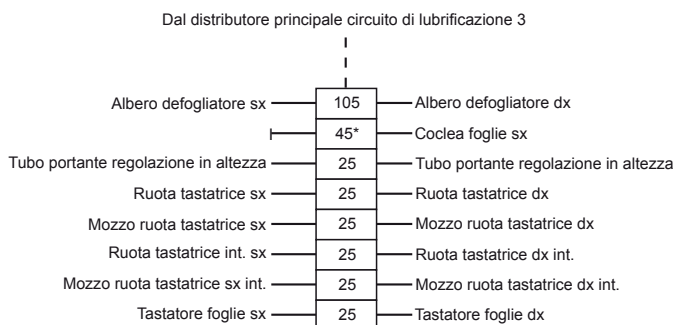 Dal distributore principale circuito di lubrificazione 3
Albero defogliatore sx 105 Albero defogliatore dx
45* Coclea foglie sx
Tubo portante regolazione in altezza 25 Tubo portante regolazione in altezza
Ruota tastatrice sx 25 Ruota tastatrice dx
Mozzo ruota tastatrice sx 25 Mozzo ruota tastatrice dx
Ruota tastatrice int. sx 25 Ruota tastatrice dx int.
Mozzo ruota tastatrice sx int. 25 Mozzo ruota tastatrice dx int.
Tastatore foglie sx 25 Tastatore foglie dx